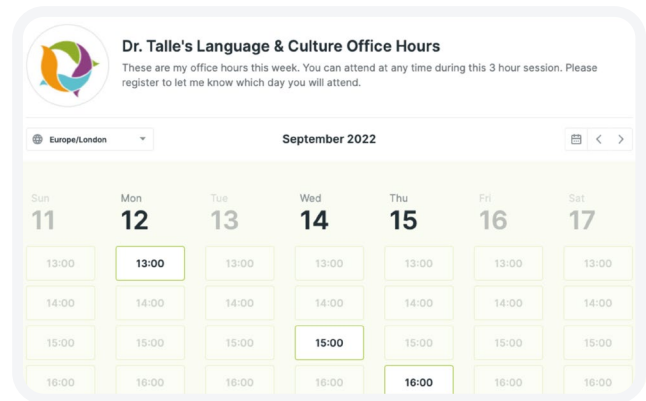 Dr. Talle's Language & Culture Office Hours
These are my office hours this week. You can attend at any time during this 3 hour session. Please
register to let me know which day you will attend.
Europe/London
September 2022
Sun Mon Tue Wed Thu Fri Sat
11 12 13 14 15 16 17
13:00 13:00 13:00 13:00 13:00 13:00 13:00
14:00 14:00 14:00 14:00 14:00 14:00 14:00
15:00 15:00 15:00 15:00 15:00 15:00 15:00
16:00 16:00 16:00 16:00 16:00 16:00 16:00